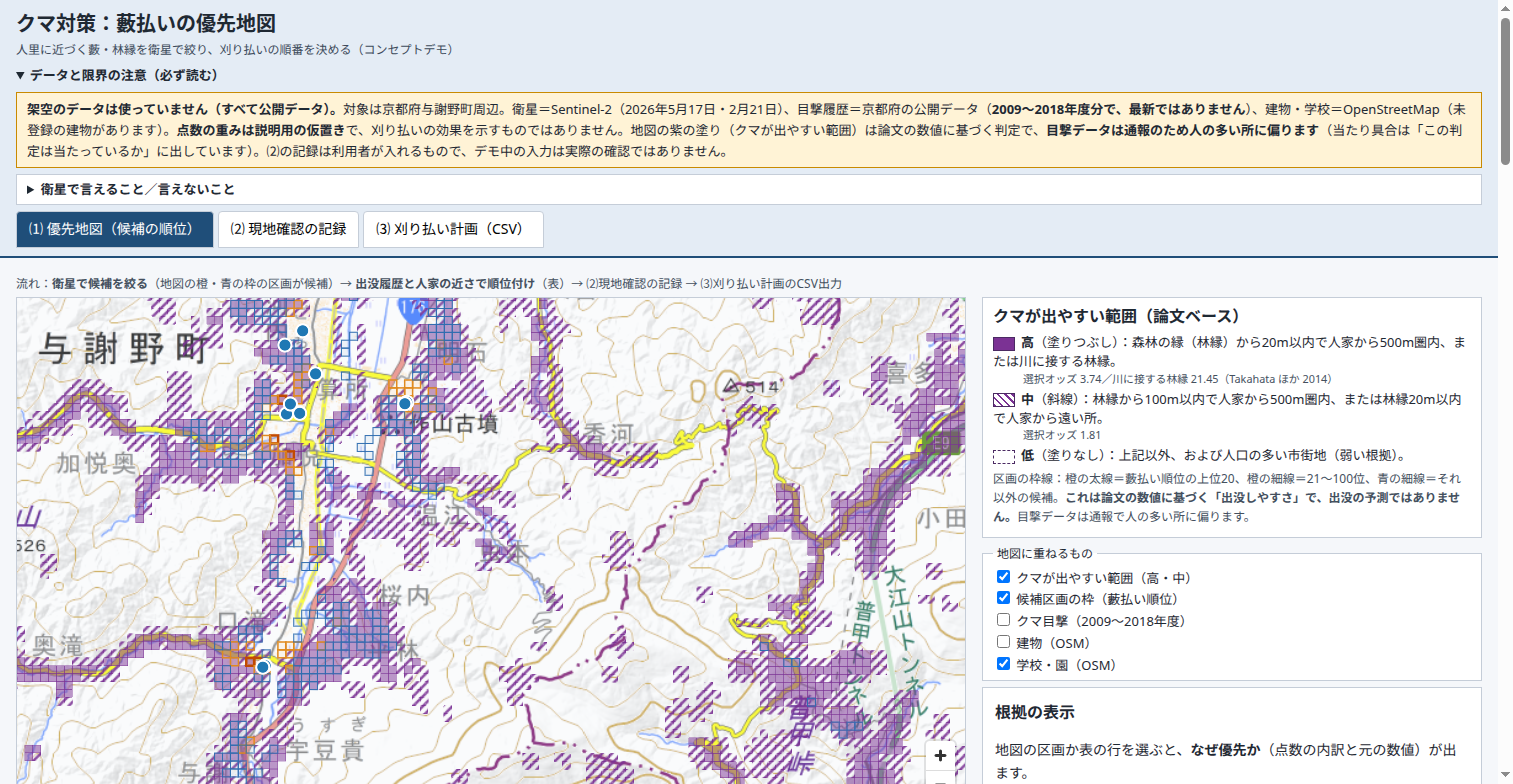 クマ対策：藪払いの優先地図
人里に近づく藪・林縁を衛星で絞り、刈り払いの順番を決める（コンセプトデモ）
▼ データと限界の注意（必ず読む）
架空のデータは使っていません（すべて公開データ）。対象は京都府与謝野町周辺。衛星＝Sentinel-2（2026年5月17日・2月21日）、目撃履歴＝京都府の公開データ（2009〜2018年度分で、最新ではありません）、建物・学校＝OpenStreetMap（未
登録の建物があります）。点数の重みは説明用の仮置きで、刈り払いの効果を示すものではありません。地図の紫の塗り（クマが出やすい範囲）は論文の数値に基づく判定で、目撃データは通報のため人の多い所に偏ります（当たり具合は「この判
定は当たっているか」に出しています）。⑵の記録は利用者が入れるもので、デモ中の入力は実際の確認ではありません。
▶ 衛星で言えること／言えないこと
⑴ 優先地図（候補の順位）
⑵ 現地確認の記録
⑶ 刈り払い計画（CSV）
流れ：衛星で候補を絞る（地図の橙・青の枠の区画が候補）→ 出没履歴と人家の近さで順位付け（表）→ ⑵現地確認の記録 → ⑶刈り払い計画のCSV出力
176
与謝野町
明石
算所
514
喜多
作山古墳
香河
加悦奥
温江
山
526
小田
桜内
大江山トンネル
普甲トンネル
口滝
奥滝
林
うすぎ
宇豆貴
普甲峠
与
+
クマが出やすい範囲（論文ベース）
高（塗りつぶし）：森林の縁（林縁）から20m以内で人家から500m圏内、ま
たは川に接する林縁。
選択オッズ 3.74／川に接する林縁 21.45（Takahata ほか 2014）
中（斜線）：林縁から100m以内で人家から500m圏内、または林縁20m以内
で人家から遠い所。
選択オッズ 1.81
低（塗りなし）：上記以外、および人口の多い市街地（弱い根拠）。
区画の枠線：橙の太線＝藪払い順位の上位20、橙の細線＝21〜100位、青の細線＝それ
以外の候補。これは論文の数値に基づく「出没しやすさ」で、出没の予測ではありませ
ん。目撃データは通報で人の多い所に偏ります。
地図に重ねるもの
クマが出やすい範囲（高・中）
候補区画の枠（藪払い順位）
クマ目撃（2009〜2018年度）
建物（OSM）
学校・園（OSM）
根拠の表示
地図の区画か表の行を選ぶと、なぜ優先か（点数の内訳と元の数値）が出
ます。